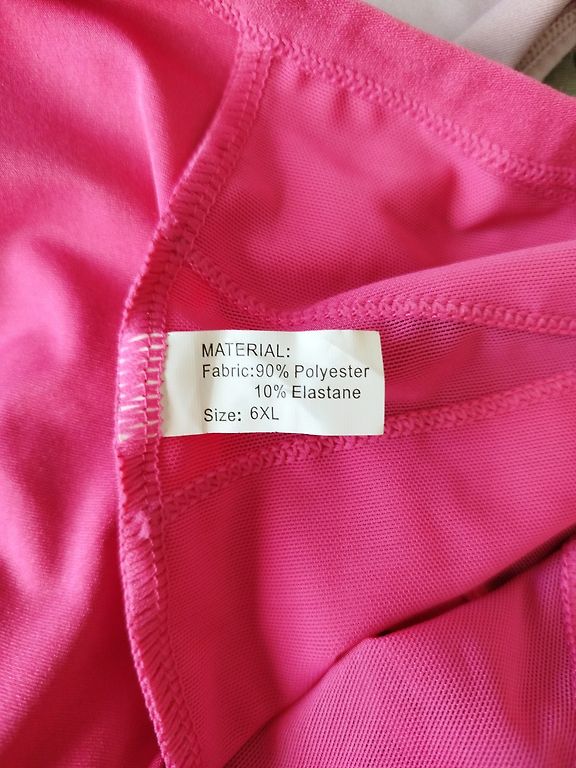 MATERIAL:
Fabric:90% Polyester
10% Elastane
Size: 6XL